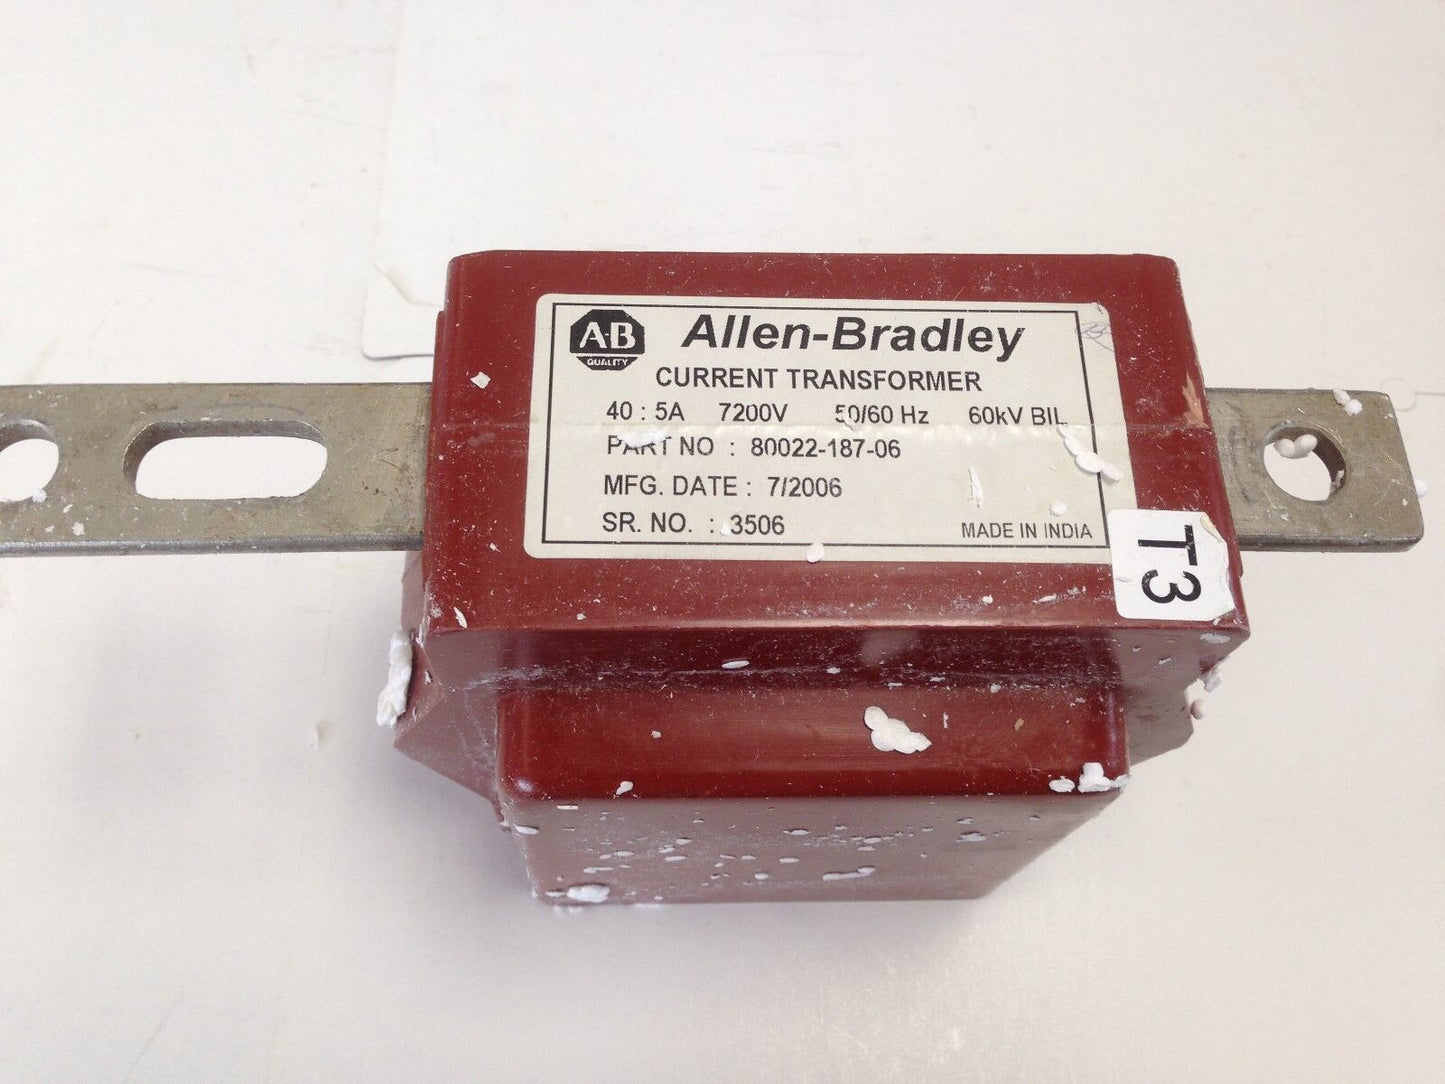 A-B
QUALITY
Allen-Bradley
CURRENT TRANSFORMER
40 : 5A 7200V 50/60 Hz 60kV BIL
PART NO : 80022-187-06
MFG. DATE : 7/2006
SR. NO. : 3506
MADE IN INDIA
T3